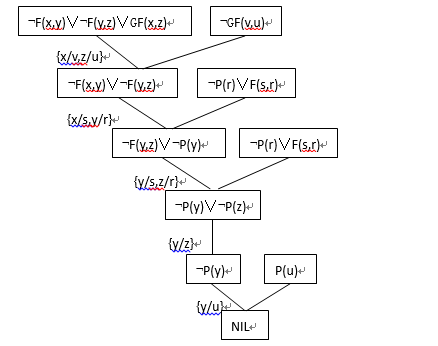 ¬F(x,y)∨¬F(y,z)∨GF(x,z)
¬GF(v,u)
{x/v,z/u}
¬F(x,y)∨¬F(y,z)
¬P(r)∨F(s,r)
{x/s,y/r}
¬F(y,z)∨¬P(y)
¬P(r)∨F(s,r)
{y/s,z/r}
¬P(y)∨¬P(z)
{y/z}
¬P(y)
P(u)
{y/u}
NIL